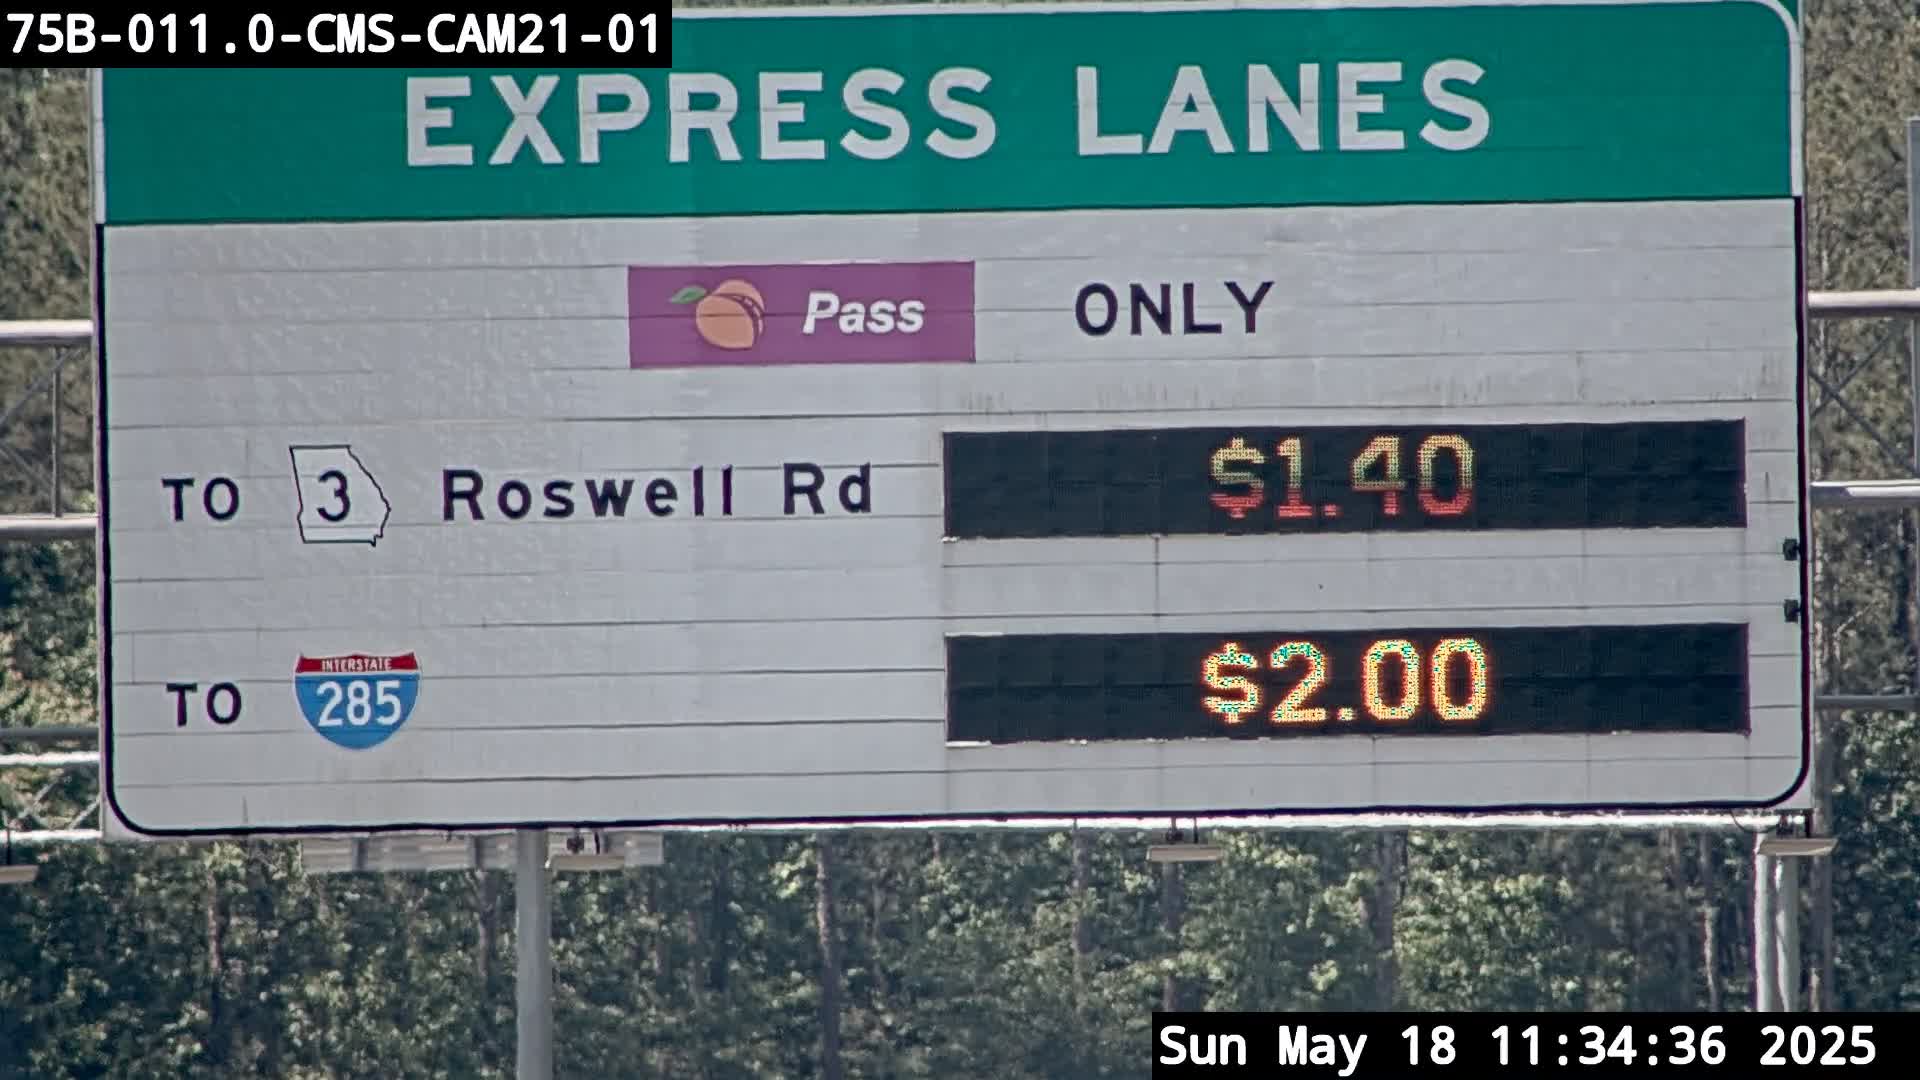 75B-011.0-CMS-CAM21-01
EXPRESS LANES
Pass ONLY
TO 3 Roswell Rd $1.40
TO INTERSTATE 285 $2.00
Sun May 18 11:34:36 2025